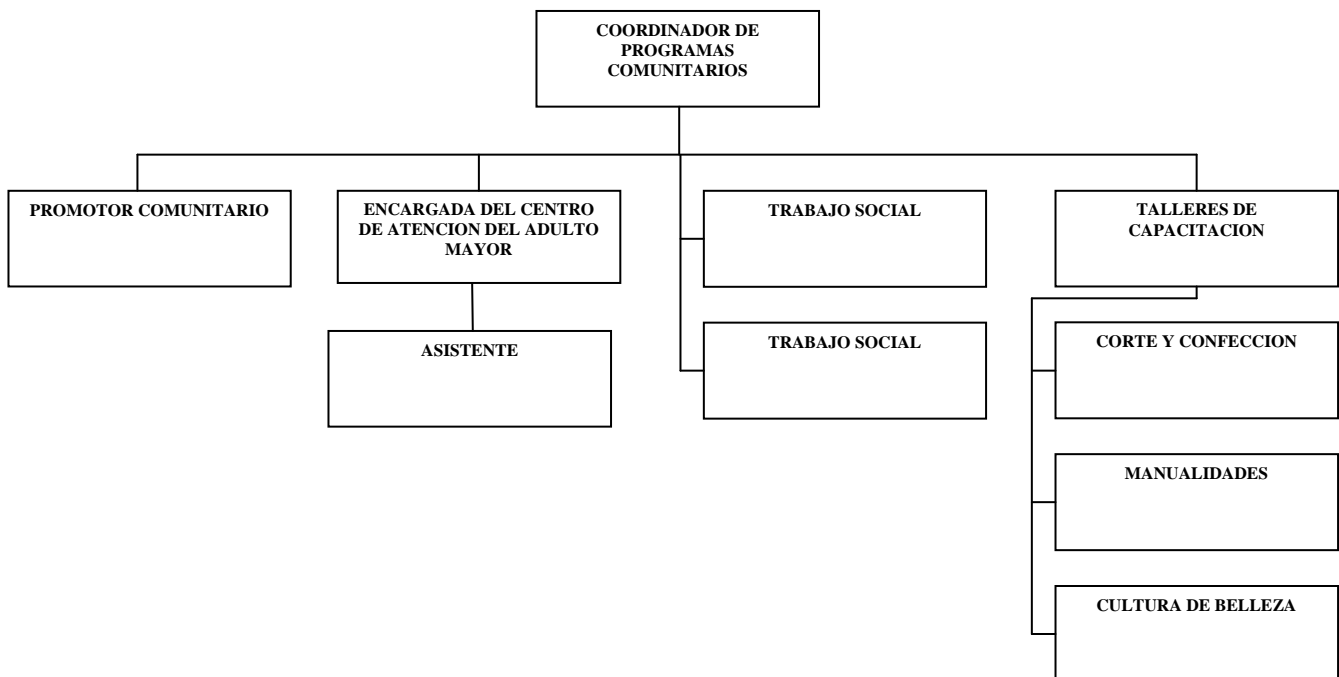 COORDINADOR DE
PROGRAMAS
COMUNITARIOS
PROMOTOR COMUNITARIO
ENCARGADA DEL CENTRO
DE ATENCION DEL ADULTO
MAYOR
TRABAJO SOCIAL
TALLERES DE
CAPACITACION
ASISTENTE
TRABAJO SOCIAL
CORTE Y CONFECCION
MANUALIDADES
CULTURA DE BELLEZA